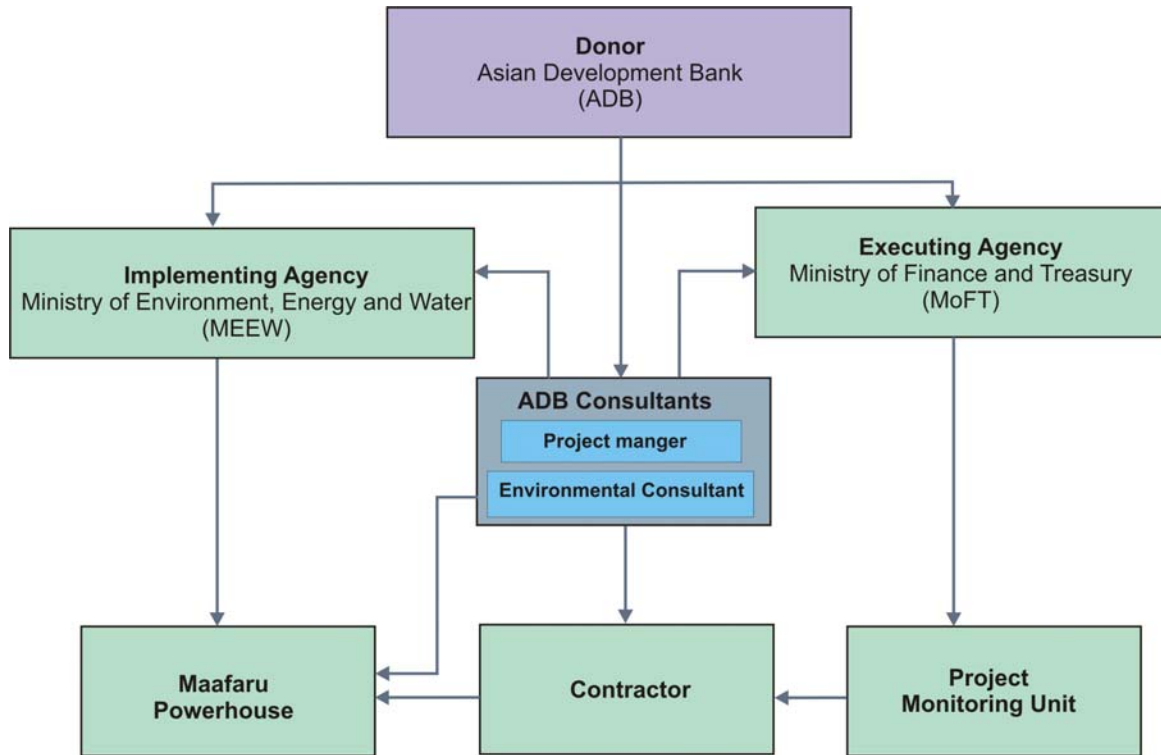 Donor
Asian Development Bank
(ADB)
Implementing Agency
Ministry of Environment, Energy and Water
(MEEW)
Executing Agency
Ministry of Finance and Treasury
(MoFT)
ADB Consultants
Project manger
Environmental Consultant
Maafaru
Powerhouse
Contractor
Project
Monitoring Unit